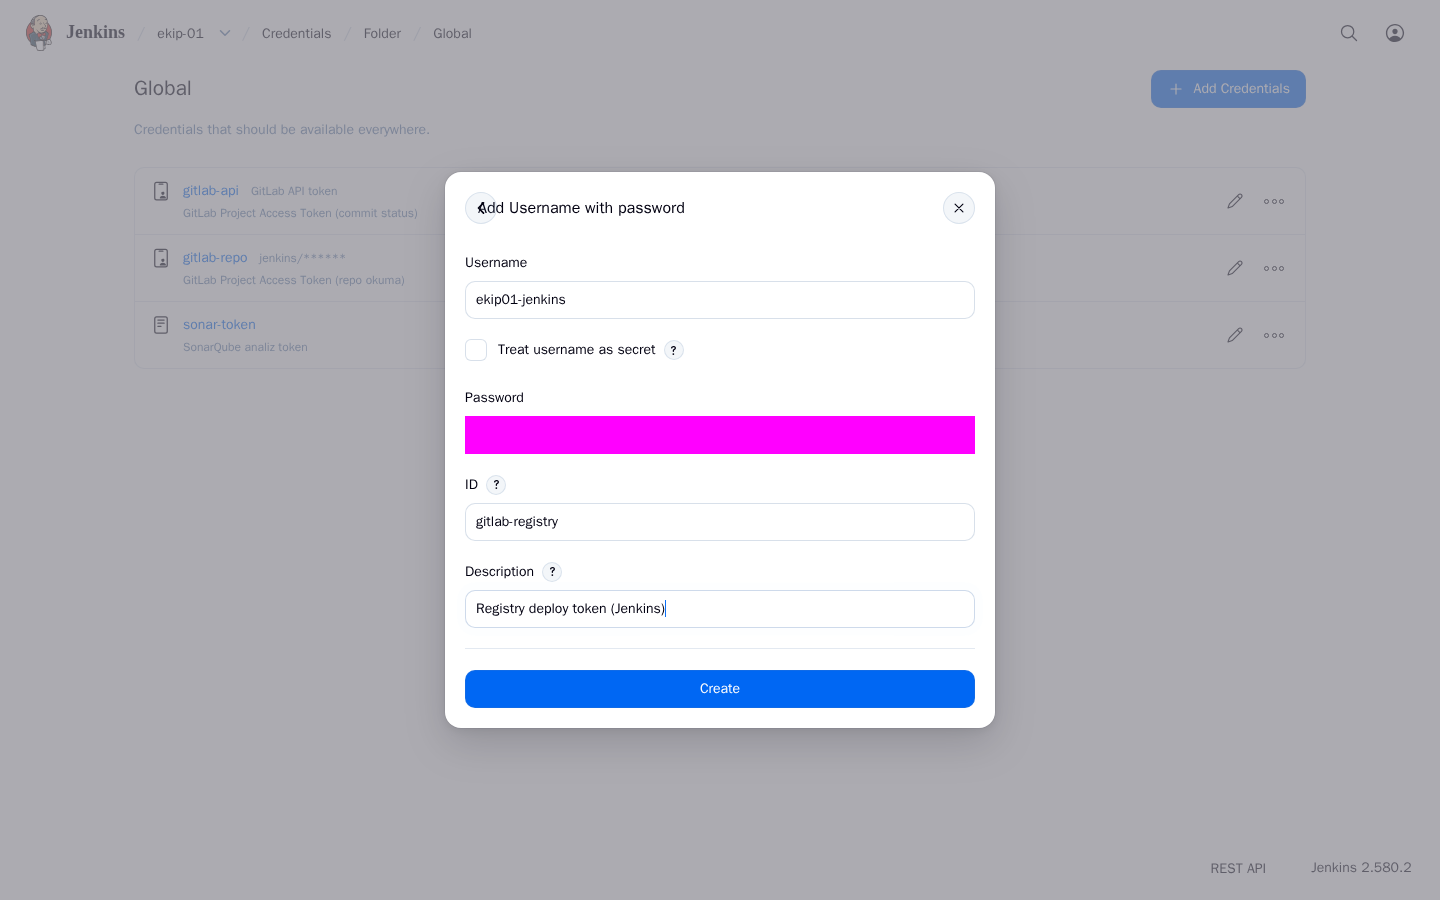 Jenkins / ekip-01 / Credentials / Folder / Global
Global
Add Credentials
Credentials that should be available everywhere.
gitlab-api GitLab API token
GitLab Project Access Token (commit status)
gitlab-repo jenkins/******
GitLab Project Access Token (repo okuma)
sonar-token
SonarQube analiz token
Add Username with password
Username
ekip01-jenkins
Treat username as secret ?
Password
ID ?
gitlab-registry
Description ?
Registry deploy token (Jenkins)
Create
REST API Jenkins 2.580.2